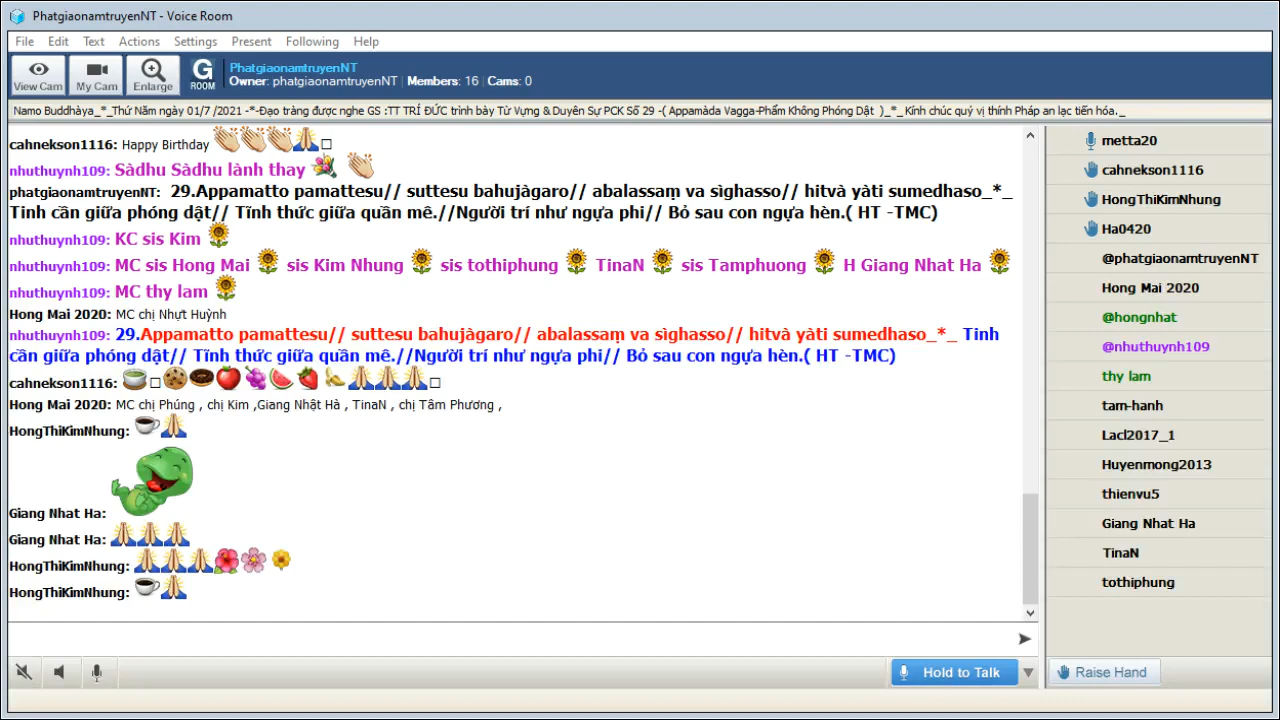 PhatgiaonamtruyenNT - Voice Room
File Edit Text Actions Settings Present Following Help
View Cam My Cam Enlarge G ROOM
PhatgiaonamtruyenNT
Owner: phatgiaonamtruyenNT Members: 16 Cams: 0
Namo Buddhàya_*_Thứ Năm ngày 01/7 /2021 -*-Đạo tràng được nghe GS :TT TRÍ ĐỨC trình bày Từ Vựng & Duyên Sự PCK Số 29 -( Appamàda Vagga-Phẩm Không Phóng Dật )_*_ Kính chúc quý vị thính Pháp an lạc tiến hóa._
cahnekson1116: Happy Birthday
nhuthuynh109: Sàdhu Sàdhu lành thay
phatgiaonamtruyenNT: 29.Appamatto pamattesu// suttesu bahujàgaro// abalassaṃ va sìghasso// hitvà yàti sumedhaso_*_
Tinh cần giữa phóng dật// Tĩnh thức giữa quần mê.//Người trí như ngựa phi// Bỏ sau con ngựa hèn.( HT -TMC)
nhuthuynh109: KC sis Kim
nhuthuynh109: MC sis Hong Mai sis Kim Nhung sis tothiphung TinaN sis Tamphuong H Giang Nhat Ha
nhuthuynh109: MC thy lam
Hong Mai 2020: MC chị Nhựt Huỳnh
nhuthuynh109: 29.Appamatto pamattesu// suttesu bahujàgaro// abalassaṃ va sìghasso// hitvà yàti sumedhaso_*_ Tinh
cần giữa phóng dật// Tĩnh thức giữa quần mê.//Người trí như ngựa phi// Bỏ sau con ngựa hèn.( HT -TMC)
cahnekson1116:
Hong Mai 2020: MC chị Phúng , chị Kim ,Giang Nhật Hà , TinaN , chị Tâm Phương ,
HongThiKimNhung:
Giang Nhat Ha:
Giang Nhat Ha:
HongThiKimNhung:
HongThiKimNhung:
Hold to Talk
metta20
cahnekson1116
HongThiKimNhung
Ha0420
@phatgiaonamtruyenNT
Hong Mai 2020
@hongnhat
@nhuthuynh109
thy lam
tam-hanh
Lacl2017_1
Huyenmong2013
thienvu5
Giang Nhat Ha
TinaN
tothiphung
Raise Hand